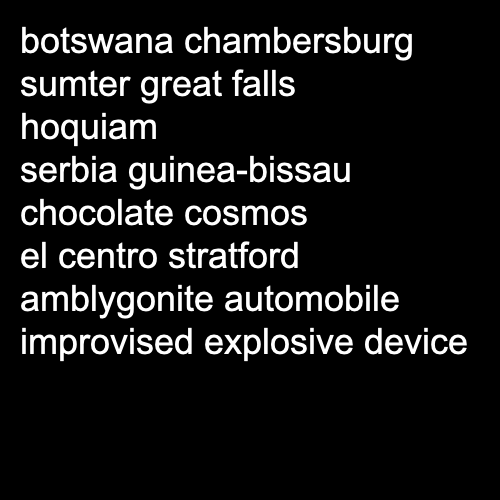 botswana chambersburg
sumter great falls
hoquiam
serbia guinea-bissau
chocolate cosmos
el centro stratford
amblygonite automobile
improvised explosive device